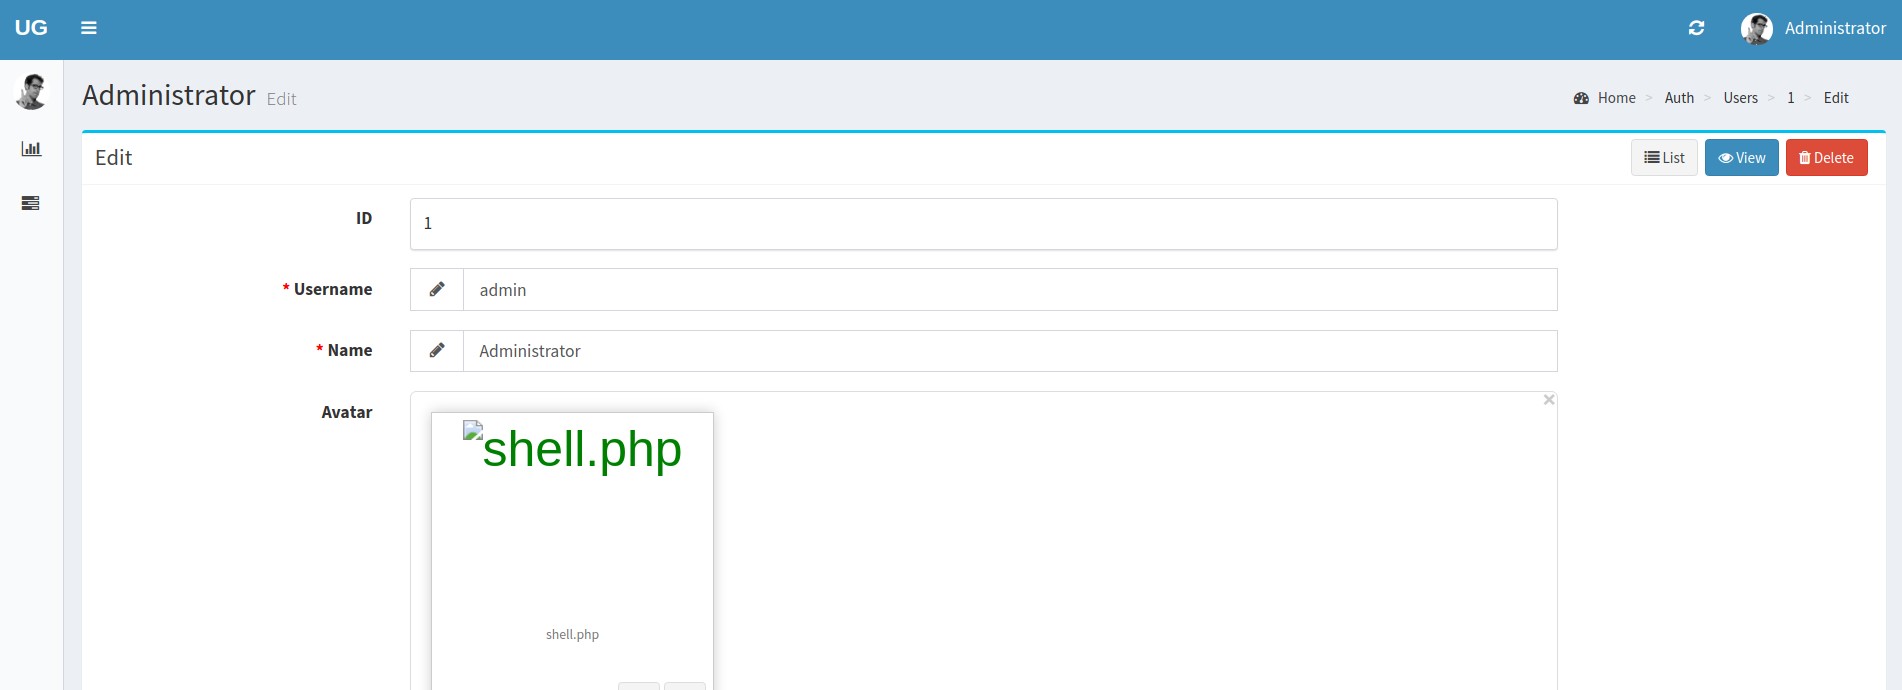 UG
Administrator
Administrator Edit
Home > Auth > Users > 1 > Edit
Edit
List
View
Delete
ID
1
* Username
admin
* Name
Administrator
Avatar
shell.php
shell.php